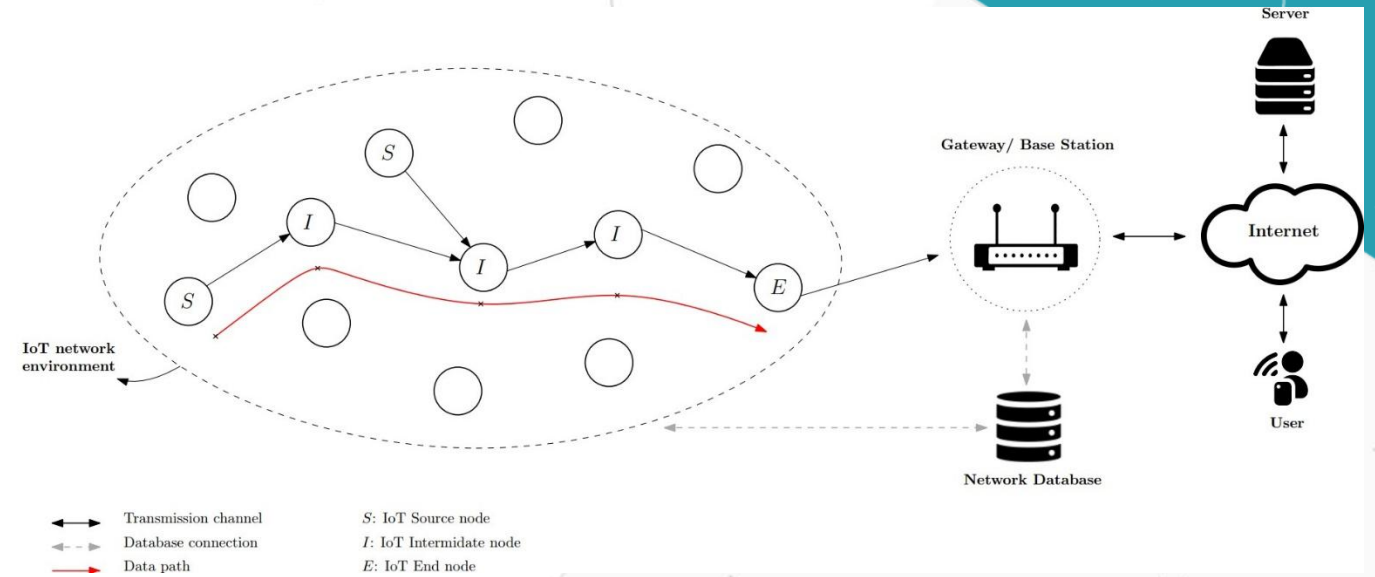 Server
Gateway/ Base Station
S
I
I
I
Internet
S
E
IoT network
environment
User
Network Database
Transmission channel
S: IoT Source node
Database connection
I: IoT Intermidate node
Data path
E: IoT End node